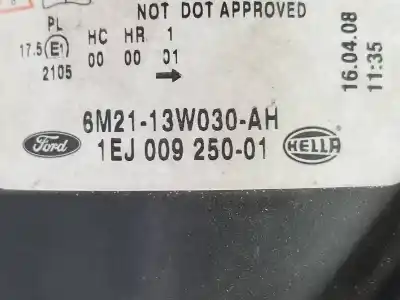 NOT DOT APPROVED
PL HC HR 1
17.5 E1 00 00 01
2105
16.04.08
11:35
6M21-13W030-AH
Ford 1EJ 009 250-01 HELLA